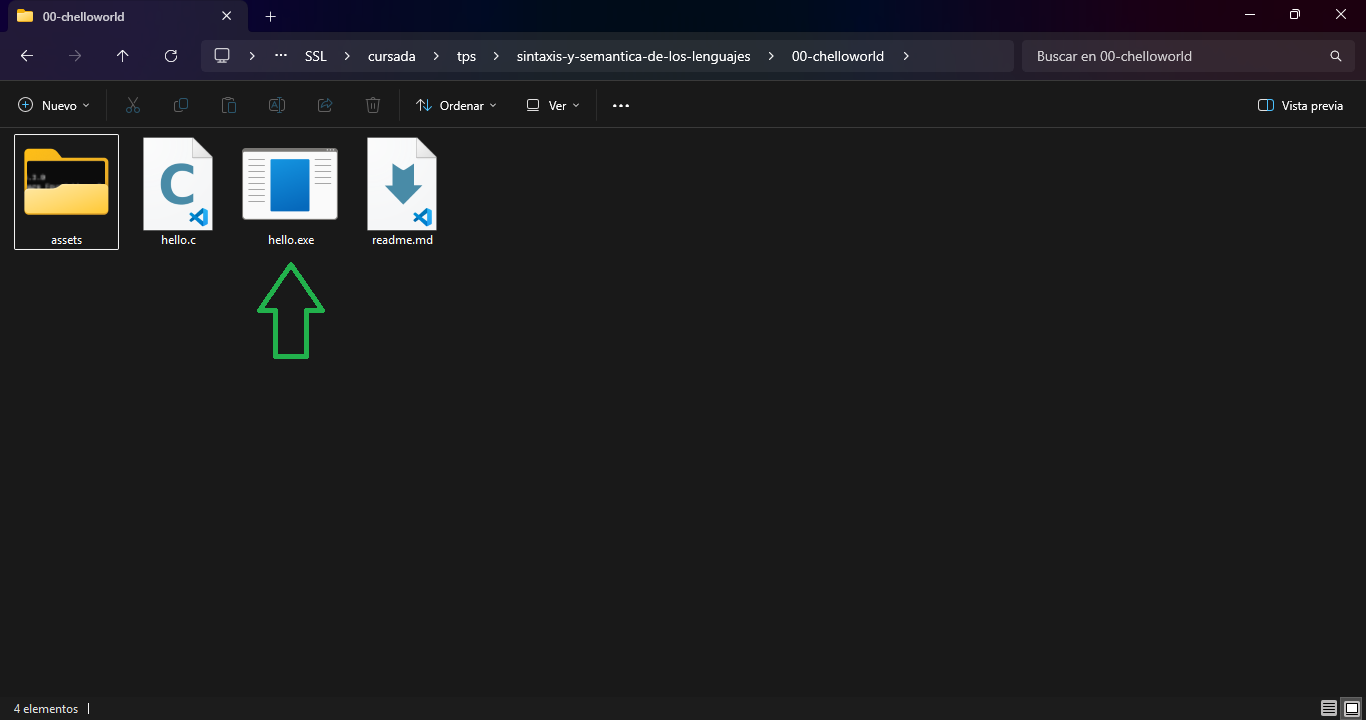 00-chelloworld
SSL > cursada > tps > sintaxis-y-semantica-de-los-lenguajes > 00-chelloworld >
Buscar en 00-chelloworld
Nuevo
Ordenar
Ver
Vista previa
assets
hello.c
hello.exe
readme.md
4 elementos